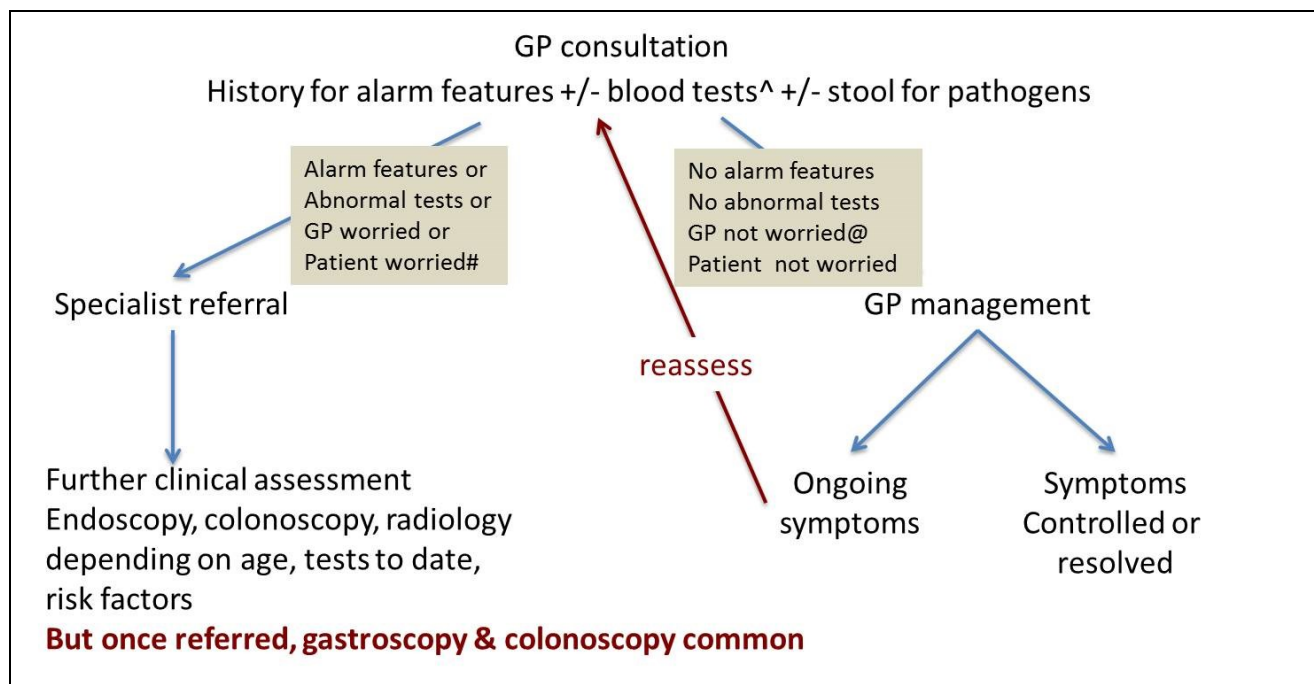 GP consultation
History for alarm features +/- blood tests^ +/- stool for pathogens
Alarm features or
Abnormal tests or
GP worried or
Patient worried#
No alarm features
No abnormal tests
GP not worried@
Patient not worried
Specialist referral
GP management
reassess
Further clinical assessment
Endoscopy, colonoscopy, radiology
depending on age, tests to date,
risk factors
But once referred, gastroscopy & colonoscopy common
Ongoing
symptoms
Symptoms
Controlled or
resolved